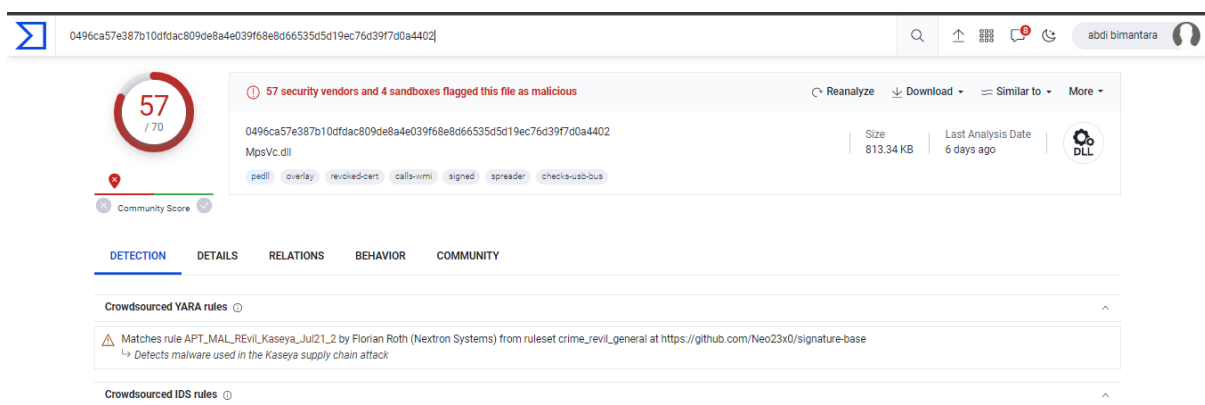 0496ca57e387b10dfdac809de8a4e039f68e8d66535d5d19ec76d39f7d0a4402
8
abdi bimantara
57
/ 70
Community Score
57 security vendors and 4 sandboxes flagged this file as malicious
Reanalyze Download Similar to More
0496ca57e387b10dfdac809de8a4e039f68e8d66535d5d19ec76d39f7d0a4402
MpsVc.dll
Size
813.34 KB
Last Analysis Date
6 days ago
DLL
pedll overlay revoked-cert calls-wmi signed spreader checks-usb-bus
DETECTION DETAILS RELATIONS BEHAVIOR COMMUNITY
Crowdsourced YARA rules
Matches rule APT_MAL_REvil_Kaseya_Jul21_2 by Florian Roth (Nextron Systems) from ruleset crime_revil_general at https://github.com/Neo23x0/signature-base
Detects malware used in the Kaseya supply chain attack
Crowdsourced IDS rules